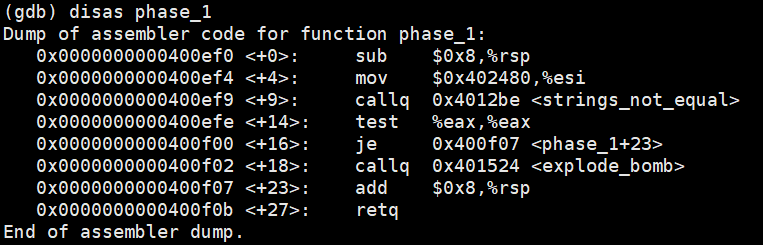 (gdb) disas phase_1
Dump of assembler code for function phase_1:
   0x0000000000400ef0 <+0>:     sub    $0x8,%rsp
   0x0000000000400ef4 <+4>:     mov    $0x402480,%esi
   0x0000000000400ef9 <+9>:     callq  0x4012be <strings_not_equal>
   0x0000000000400efe <+14>:    test   %eax,%eax
   0x0000000000400f00 <+16>:    je     0x400f07 <phase_1+23>
   0x0000000000400f02 <+18>:    callq  0x401524 <explode_bomb>
   0x0000000000400f07 <+23>:    add    $0x8,%rsp
   0x0000000000400f0b <+27>:    retq
End of assembler dump.